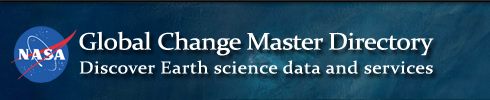 NASA
Global Change Master Directory
Discover Earth science data and services